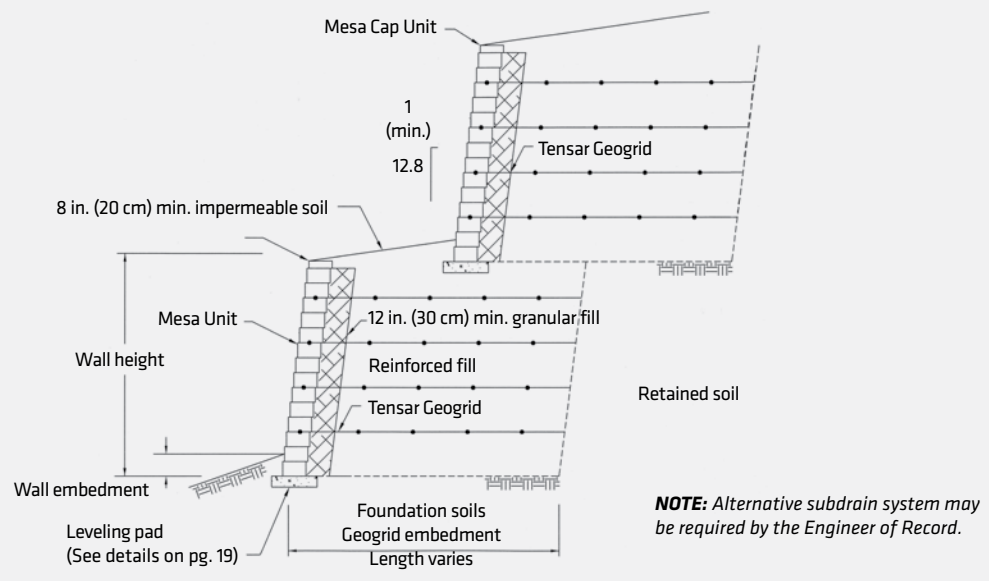 Mesa Cap Unit
1
(min.)
12.8
Tensar Geogrid
8 in. (20 cm) min. impermeable soil
Mesa Unit
12 in. (30 cm) min. granular fill
Wall height
Reinforced fill
Retained soil
Tensar Geogrid
Wall embedment
Leveling pad
(See details on pg. 19)
Foundation soils
Geogrid embedment
Length varies
NOTE: Alternative subdrain system may
be required by the Engineer of Record.